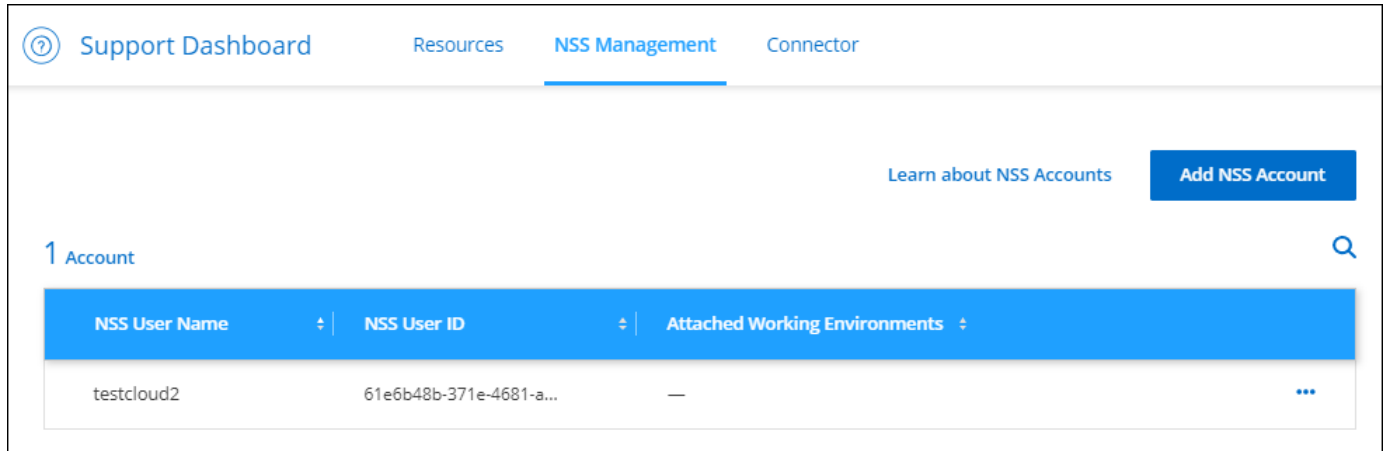 Support Dashboard Resources NSS Management Connector
Learn about NSS Accounts Add NSS Account
1 Account
NSS User Name NSS User ID Attached Working Environments
testcloud2 61e6b48b-371e-4681-a... —